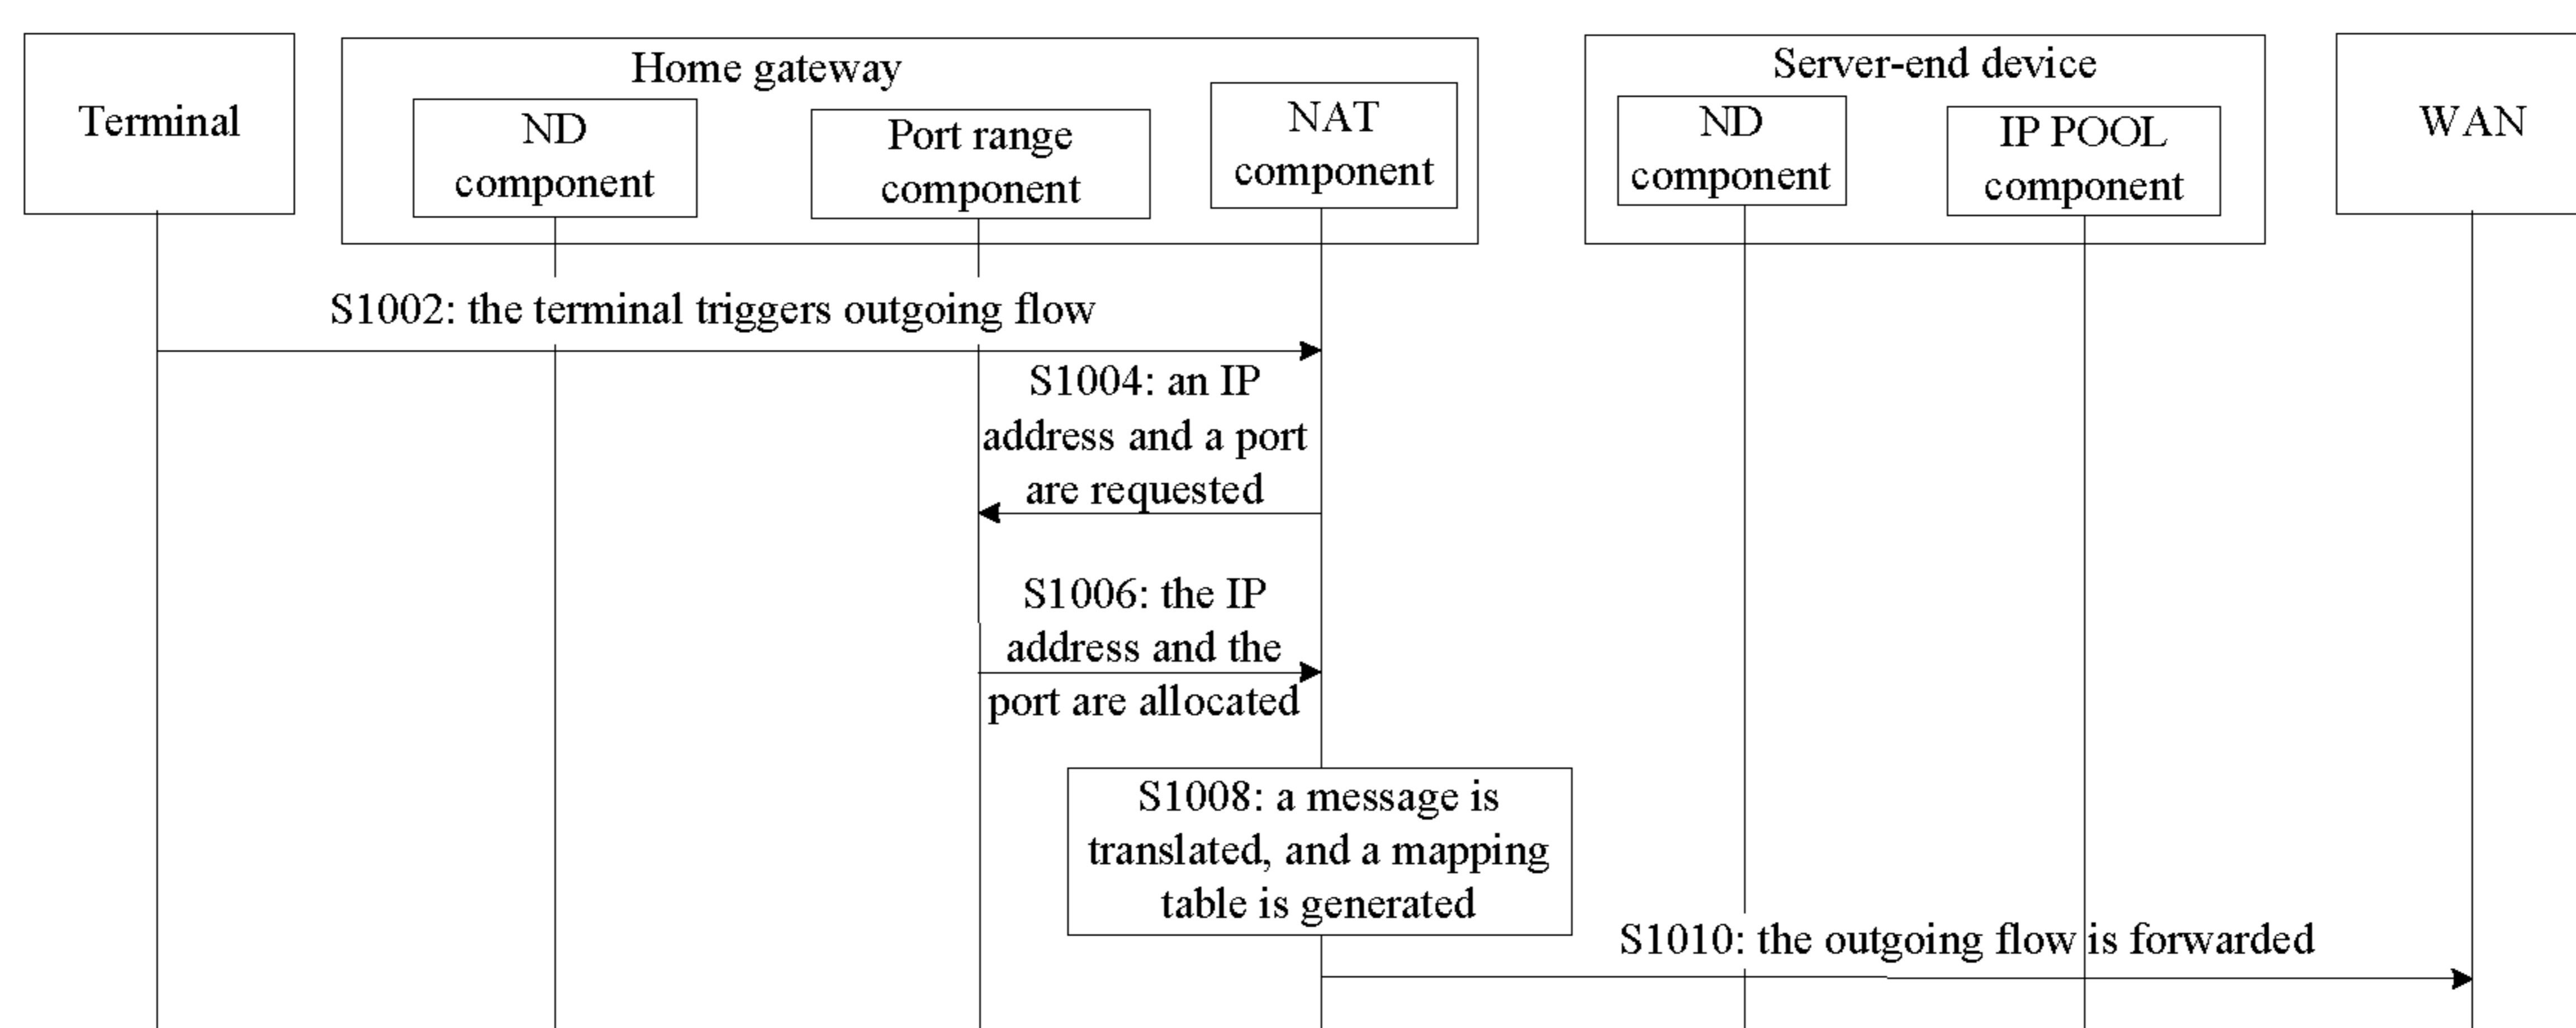 Terminal
Home gateway
ND
component
Port range
component
NAT
component
Server-end device
ND
component
IP POOL
component
WAN
S1002: the terminal triggers outgoing flow
S1004: an IP
address and a port
are requested
S1006: the IP
address and the
port are allocated
S1008: a message is
translated, and a mapping
table is generated
S1010: the outgoing flow is forwarded